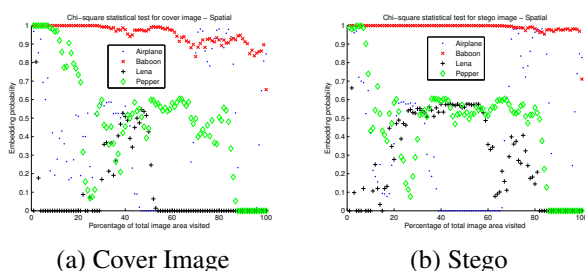 Chi-square statistical test for cover image - Spatial
1
0.9
0.8
0.7
0.6
0.5
0.4
0.3
0.2
0.1
0
Embedding probability
Airplane
Baboon
Lena
Pepper
0 20 40 60 80 100
Percentage of total image area visited
(a) Cover Image
Chi-square statistical test for stego image - Spatial
1
0.9
0.8
0.7
0.6
0.5
0.4
0.3
0.2
0.1
0
Embedding probability
Airplane
Baboon
Lena
Pepper
0 20 40 60 80 100
Percentage of total image area visited
(b) Stego